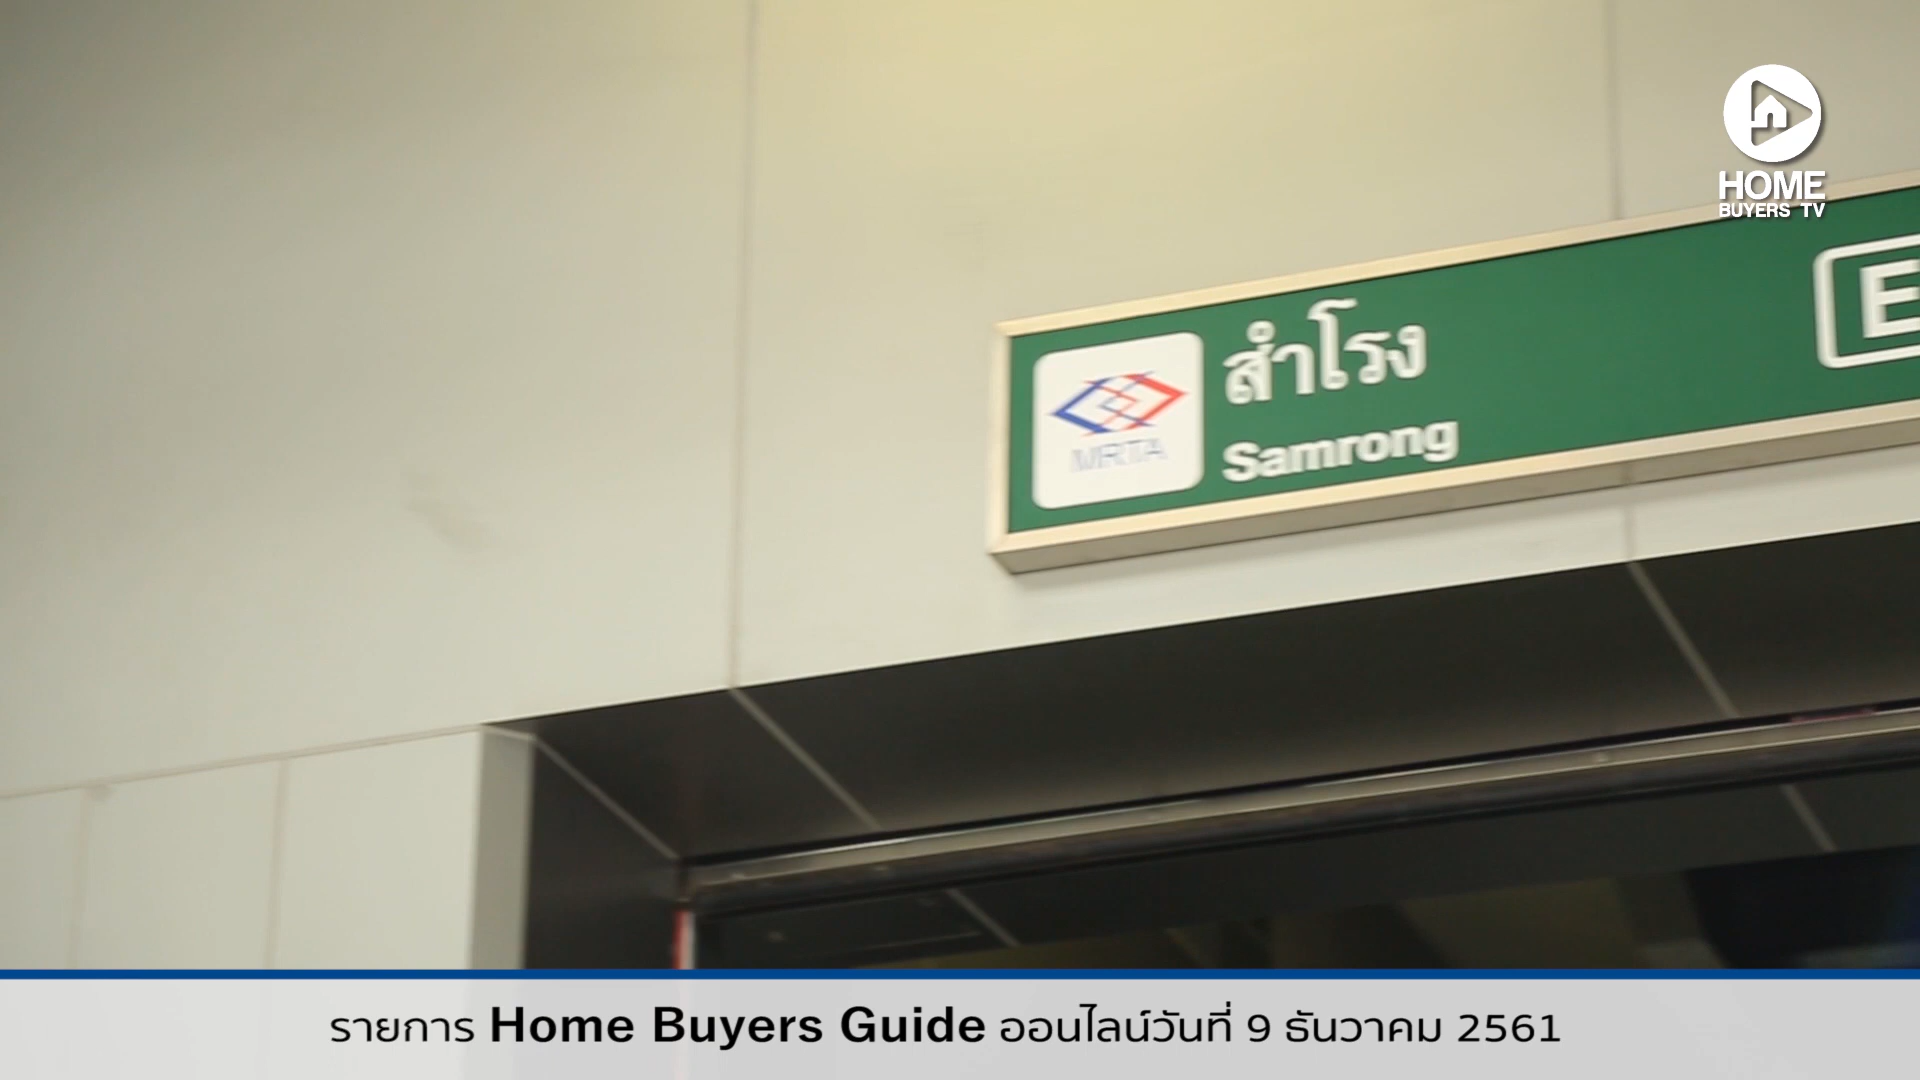 HOME
BUYERS TV
สำโรง
E
MRTA
Samrong
รายการ Home Buyers Guide ออนไลน์วันที่ 9 ธันวาคม 2561